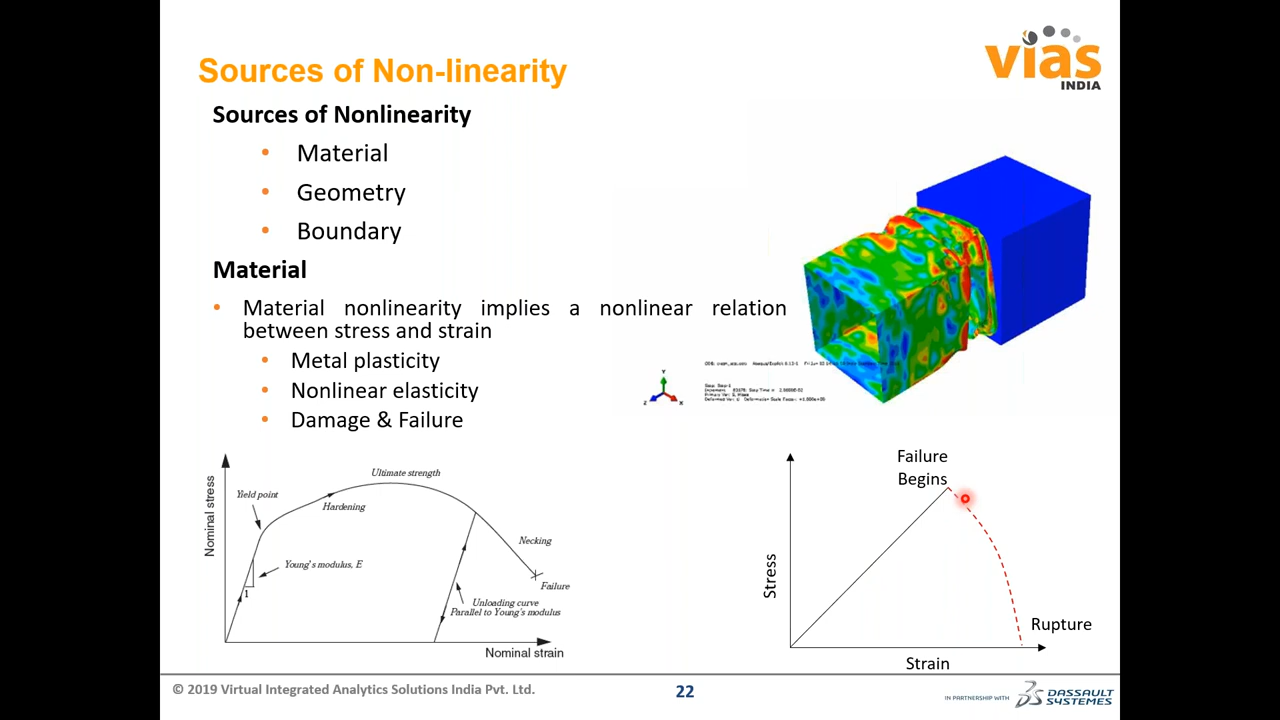 Sources of Non-linearity
vias
INDIA
Sources of Nonlinearity
• Material
• Geometry
• Boundary
Material
• Material nonlinearity implies a nonlinear relation
between stress and strain
• Metal plasticity
• Nonlinear elasticity
• Damage & Failure
Y
Z
X
Nominal stress
Yield point
Ultimate strength
Hardening
Young's modulus, E
1
Necking
Failure
Unloading curve
Parallel to Young's modulus
Nominal strain
Failure
Begins
Stress
Rupture
Strain
© 2019 Virtual Integrated Analytics Solutions India Pvt. Ltd.
22
IN PARTNERSHIP WITH
DASSAULT
SYSTEMES